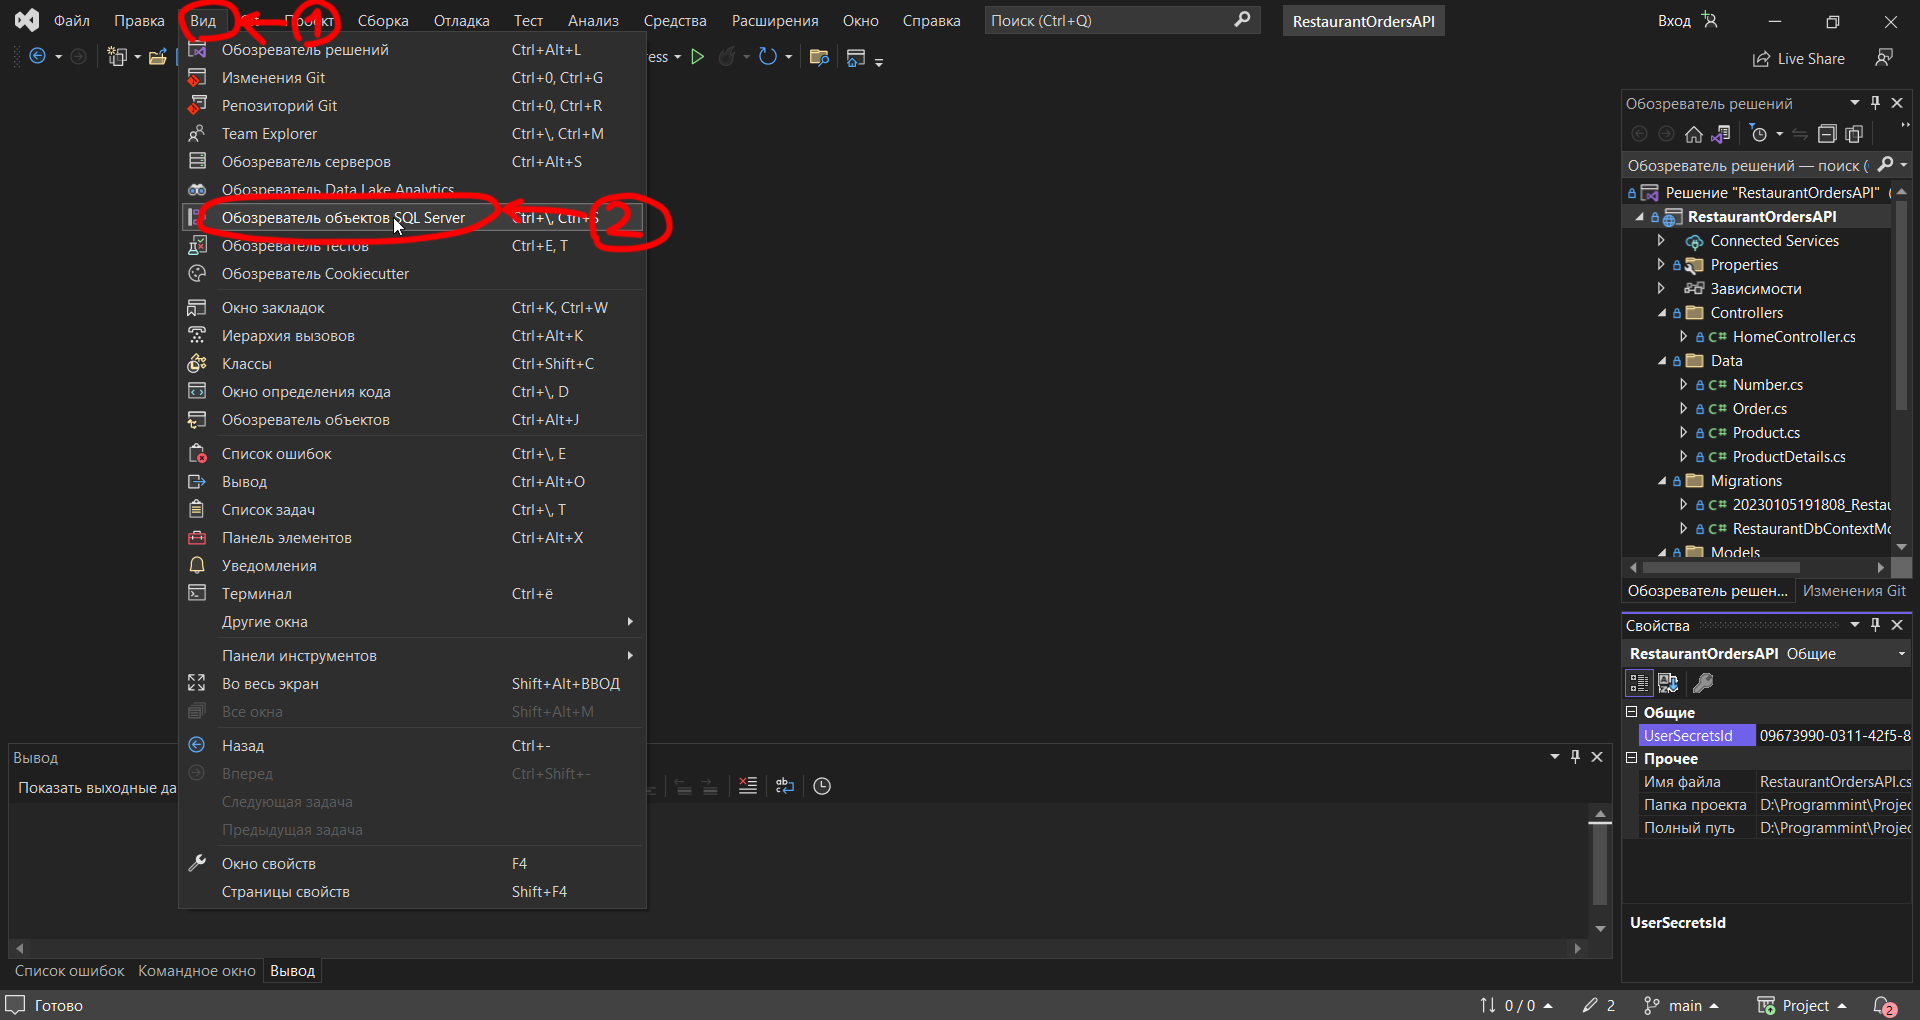 Файл Правка Вид Проект Сборка Отладка Тест Анализ Средства Расширения Окно Справка Поиск (Ctrl+Q) RestaurantOrdersAPI Вход
1
ess Live Share
Обозреватель решений Ctrl+Alt+L
Изменения Git Ctrl+0, Ctrl+G
Репозиторий Git Ctrl+0, Ctrl+R
Team Explorer Ctrl+\, Ctrl+M
Обозреватель серверов Ctrl+Alt+S
Обозреватель Data Lake Analytics
Обозреватель объектов SQL Server Ctrl+\, Ctrl+S
2
Обозреватель тестов Ctrl+E, T
Обозреватель Cookiecutter
Окно закладок Ctrl+K, Ctrl+W
Иерархия вызовов Ctrl+Alt+K
Классы Ctrl+Shift+C
Окно определения кода Ctrl+\, D
Обозреватель объектов Ctrl+Alt+J
Список ошибок Ctrl+\, E
Вывод Ctrl+Alt+O
Список задач Ctrl+\, T
Панель элементов Ctrl+Alt+X
Уведомления
Терминал Ctrl+ё
Другие окна
Панели инструментов
Во весь экран Shift+Alt+ВВОД
Все окна Shift+Alt+M
Назад Ctrl+-
Вперед Ctrl+Shift+-
Следующая задача
Предыдущая задача
Окно свойств F4
Страницы свойств Shift+F4
Обозреватель решений
Обозреватель решений — поиск (
Решение "RestaurantOrdersAPI" (
RestaurantOrdersAPI
Connected Services
Properties
Зависимости
Controllers
C# HomeController.cs
Data
C# Number.cs
C# Order.cs
C# Product.cs
C# ProductDetails.cs
Migrations
C# 20230105191808_Restau
C# RestaurantDbContextMo
Models
Обозреватель решен... Изменения Git
Свойства
RestaurantOrdersAPI Общие
Общие
UserSecretsId 09673990-0311-42f5-8
Прочее
Имя файла RestaurantOrdersAPI.cs
Папка проекта D:\Programmint\Projec
Полный путь D:\Programmint\Projec
UserSecretsId
Вывод
Показать выходные да
Список ошибок Командное окно Вывод
Готово 0 / 0 2 main Project 2